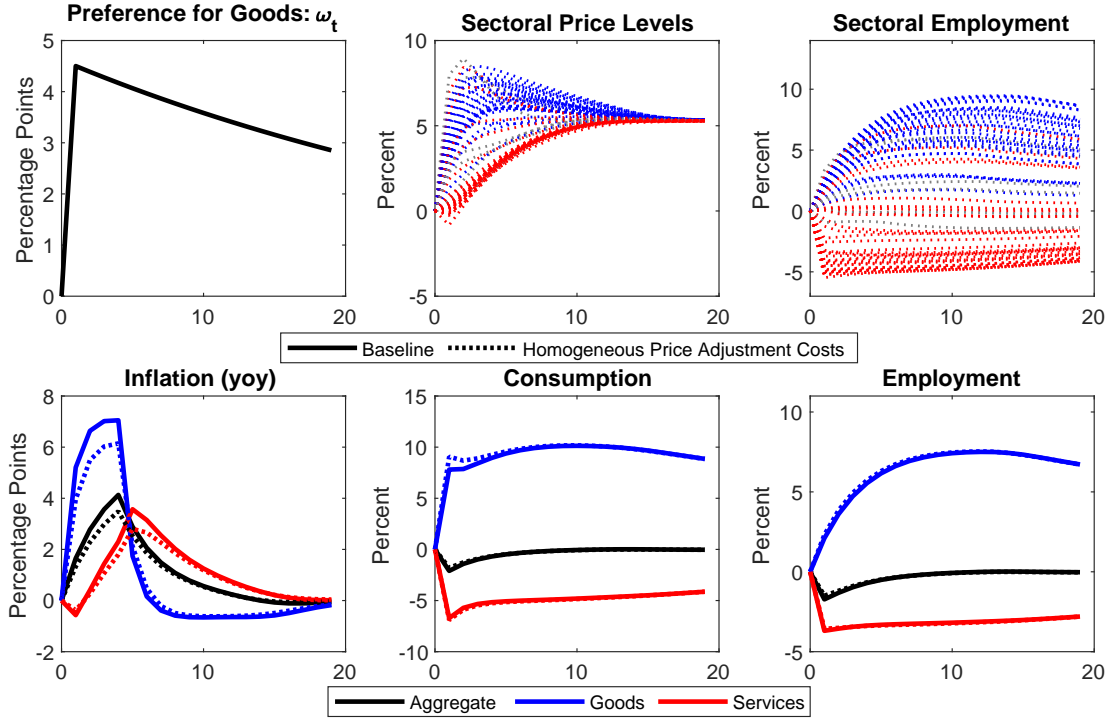 Preference for Goods: ω_t
Percentage Points
5
4
3
2
1
0
0 10 20
Sectoral Price Levels
Percent
10
5
0
-5
0 10 20
Sectoral Employment
Percent
10
5
0
-5
0 10 20
Baseline Homogeneous Price Adjustment Costs
Inflation (yoy)
Percentage Points
8
6
4
2
0
-2
0 10 20
Consumption
Percent
15
10
5
0
-5
-10
0 10 20
Employment
Percent
10
5
0
-5
0 10 20
Aggregate Goods Services